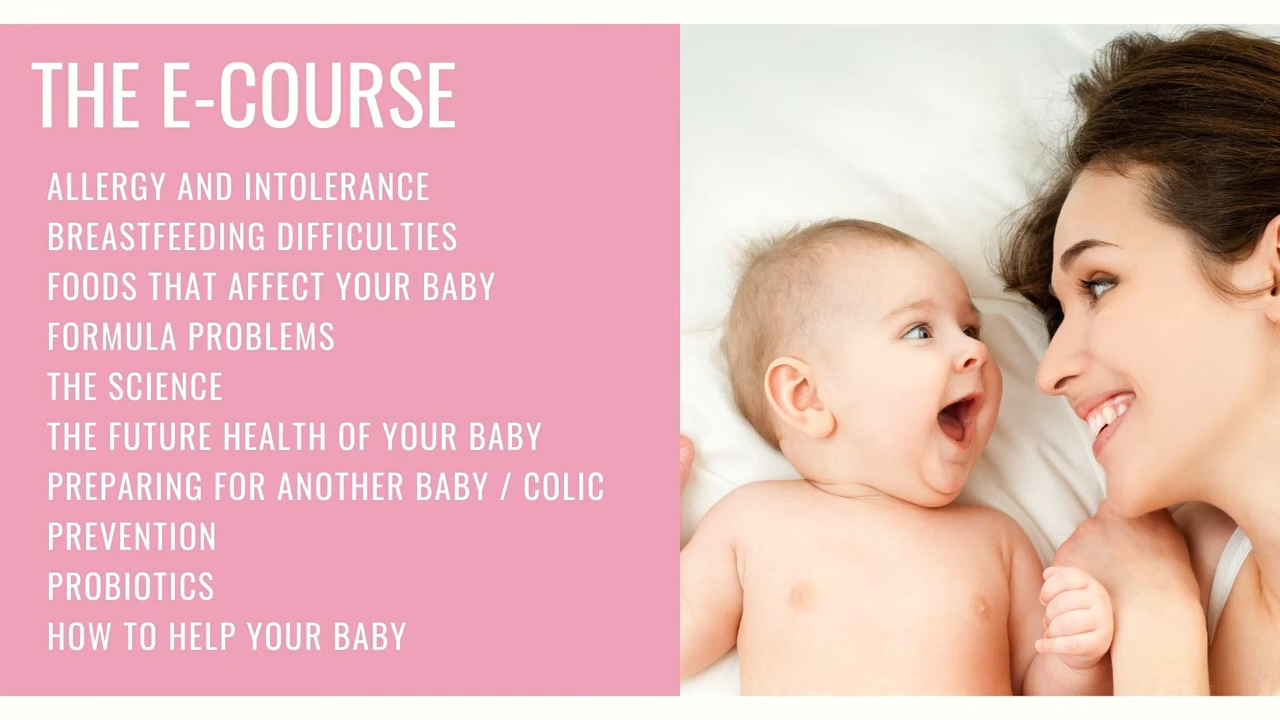 THE E-COURSE
ALLERGY AND INTOLERANCE
BREASTFEEDING DIFFICULTIES
FOODS THAT AFFECT YOUR BABY
FORMULA PROBLEMS
THE SCIENCE
THE FUTURE HEALTH OF YOUR BABY
PREPARING FOR ANOTHER BABY / COLIC
PREVENTION
PROBIOTICS
HOW TO HELP YOUR BABY